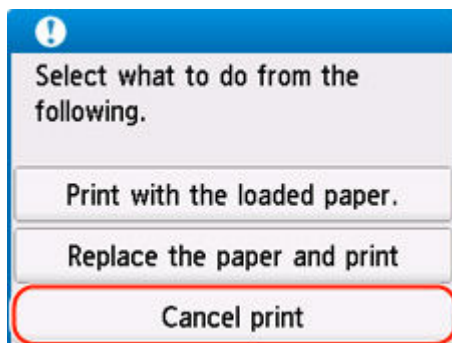 Select what to do from the
following.
Print with the loaded paper.
Replace the paper and print
Cancel print